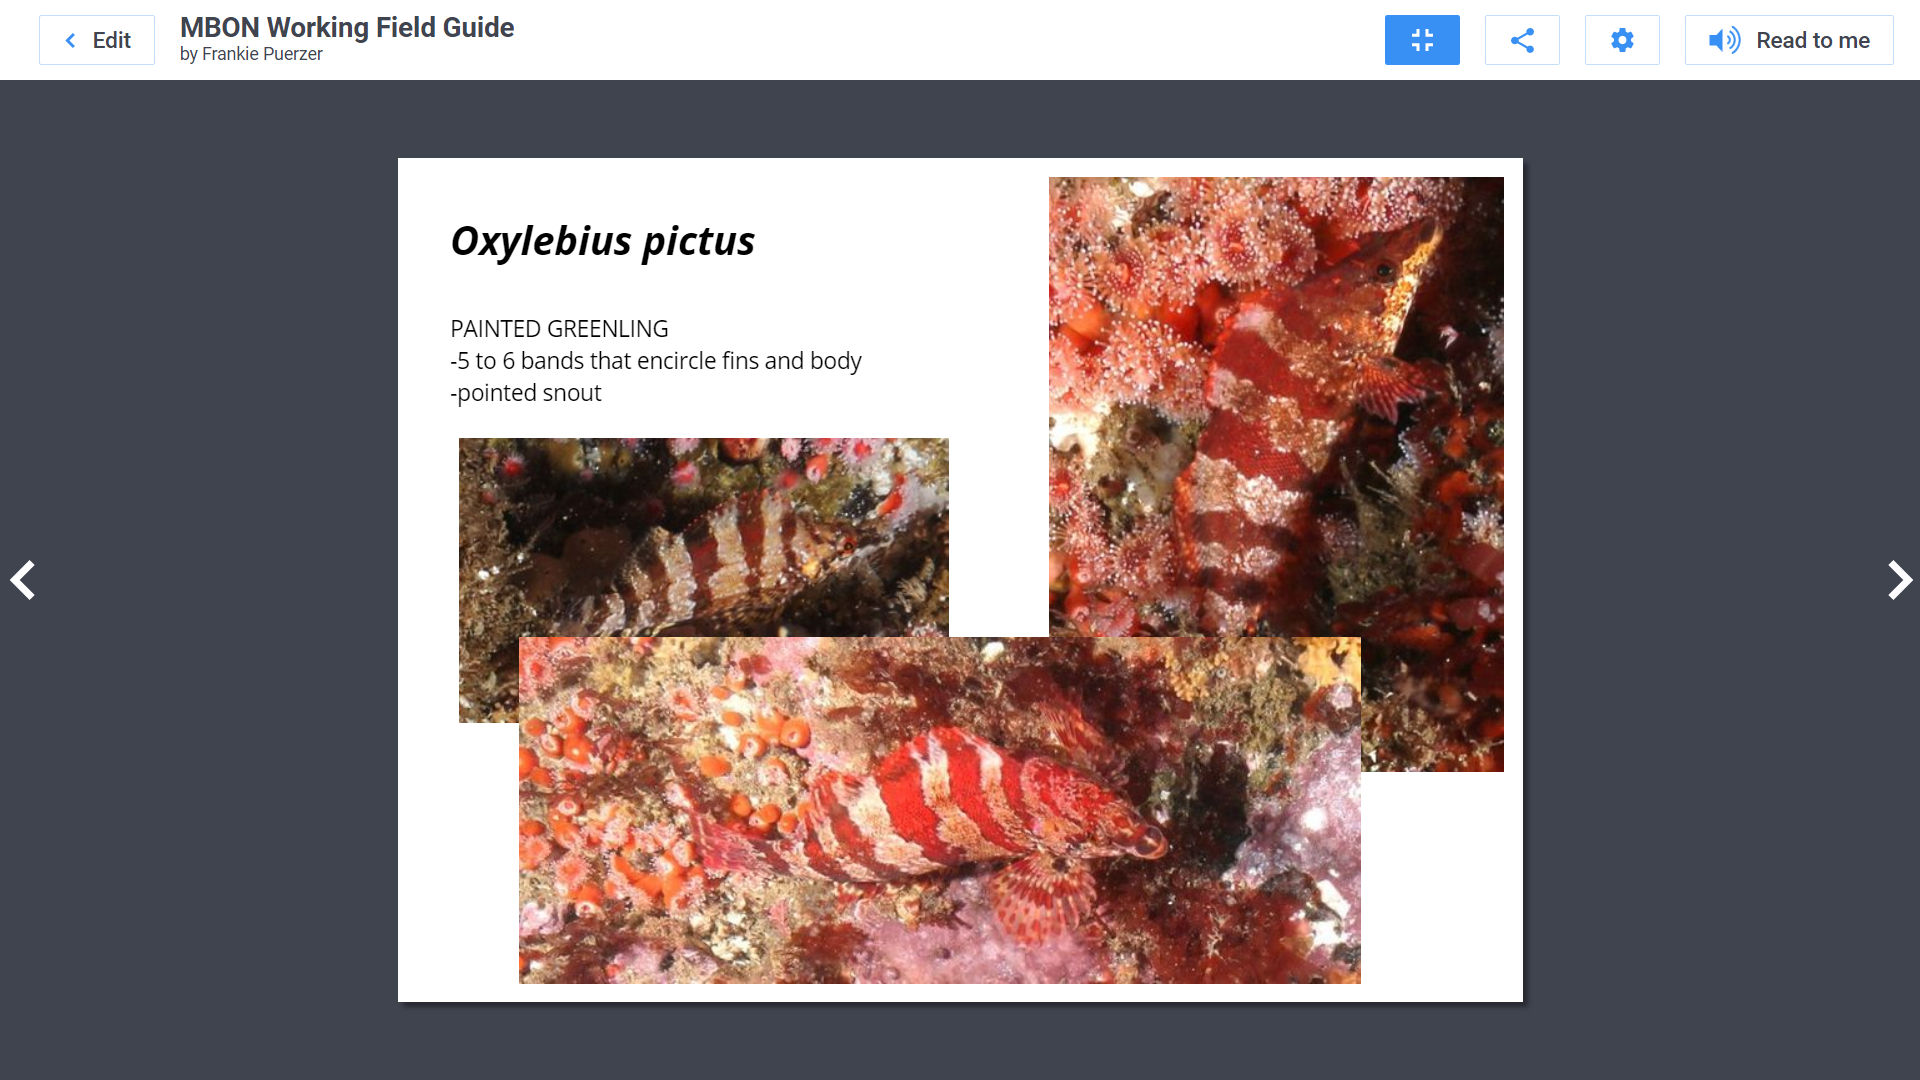 Edit
MBON Working Field Guide
by Frankie Puerzer
Read to me
Oxylebius pictus
PAINTED GREENLING
-5 to 6 bands that encircle fins and body
-pointed snout